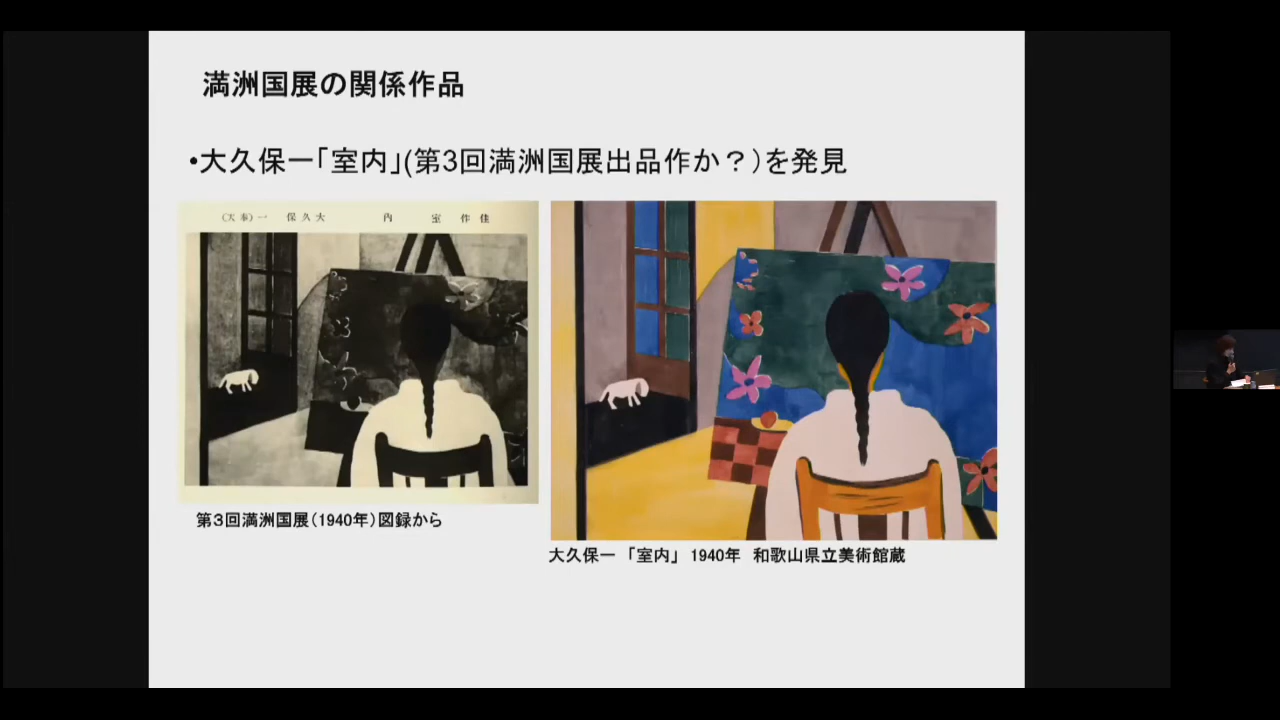 満洲国展の関係作品
•大久保一「室内」(第3回満洲国展出品作か？)を発見
(天奉)一 保久大 內 室 作佳
第3回満洲国展(1940年)図録から
大久保一 「室内」 1940年 和歌山県立美術館蔵